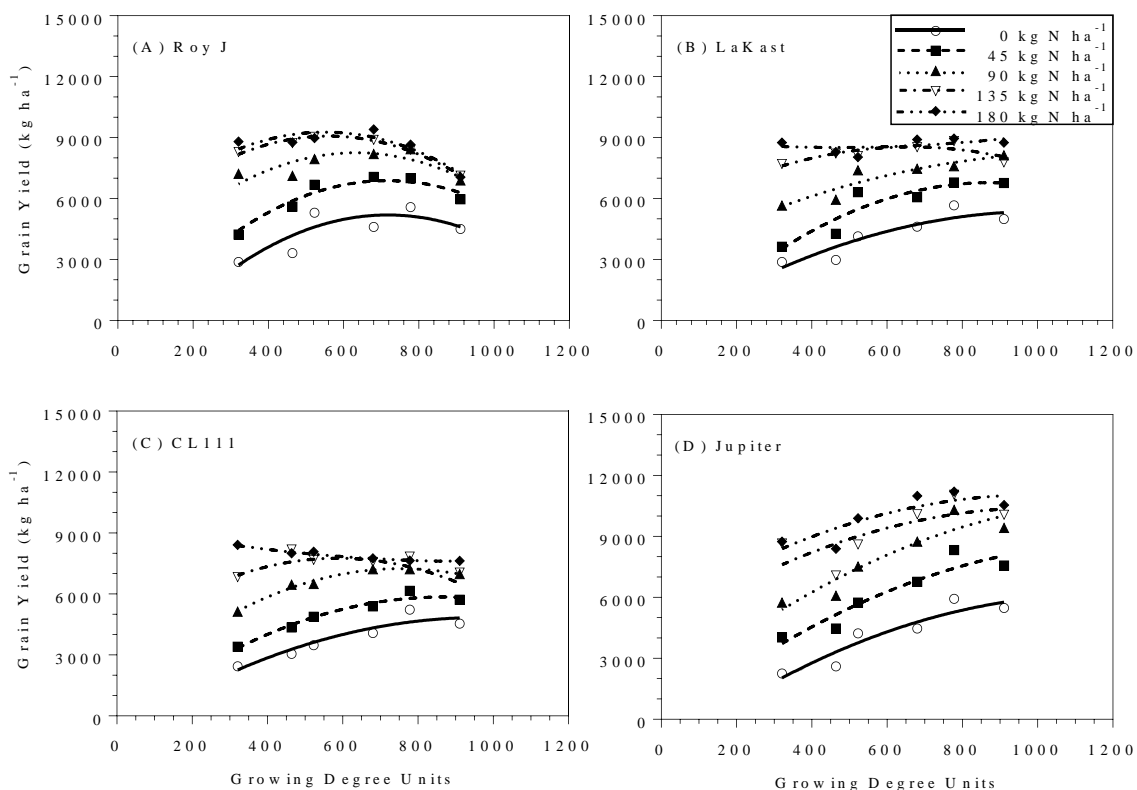 Grain Yield (kg ha⁻¹)
15000
12000
9000
6000
3000
0
(A) Roy J
0 200 400 600 800 1000 1200
15000
12000
9000
6000
3000
0
(B) LaKast
0 kg N ha⁻¹
45 kg N ha⁻¹
90 kg N ha⁻¹
135 kg N ha⁻¹
180 kg N ha⁻¹
0 200 400 600 800 1000 1200
Grain Yield (kg ha⁻¹)
15000
12000
9000
6000
3000
0
(C) CL111
0 200 400 600 800 1000 1200
Growing Degree Units
15000
12000
9000
6000
3000
0
(D) Jupiter
0 200 400 600 800 1000 1200
Growing Degree Units